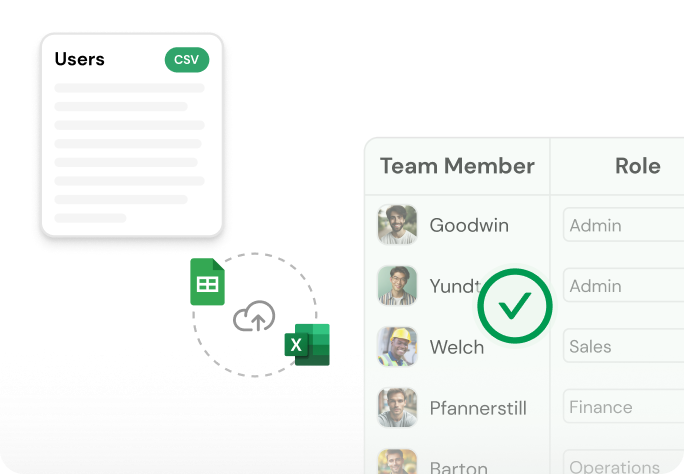 Users
CSV
Team Member
Role
Goodwin
Admin
Yundt
Admin
Welch
Sales
Pfannerstill
Finance
Barton
Operations
X